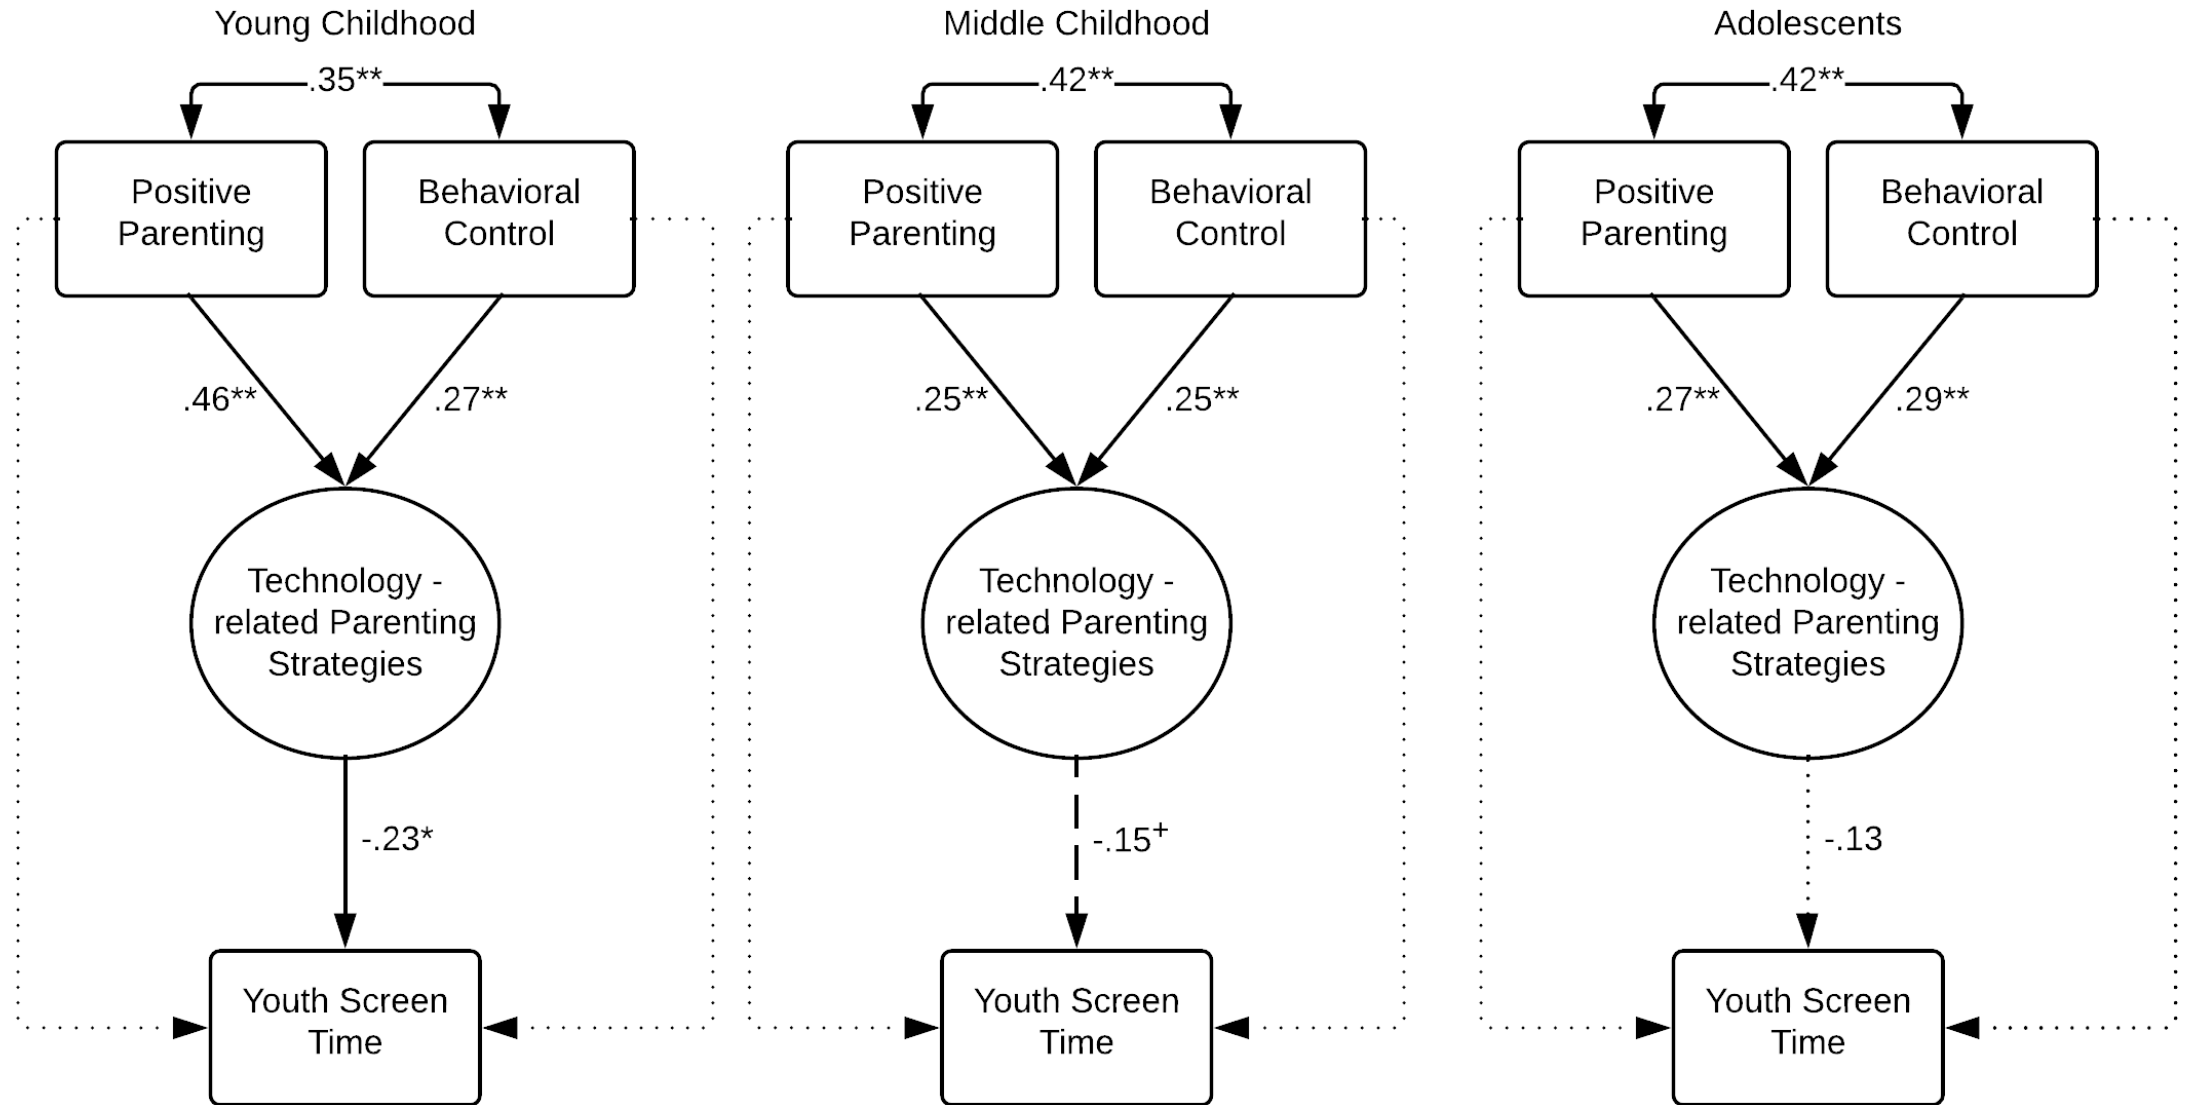 Young Childhood
.35**
Positive
Parenting
Behavioral
Control
.46**
.27**
Technology -
related Parenting
Strategies
-.23*
Youth Screen
Time
Middle Childhood
.42**
Positive
Parenting
Behavioral
Control
.25**
.25**
Technology -
related Parenting
Strategies
-.15+
Youth Screen
Time
Adolescents
.42**
Positive
Parenting
Behavioral
Control
.27**
.29**
Technology -
related Parenting
Strategies
-.13
Youth Screen
Time